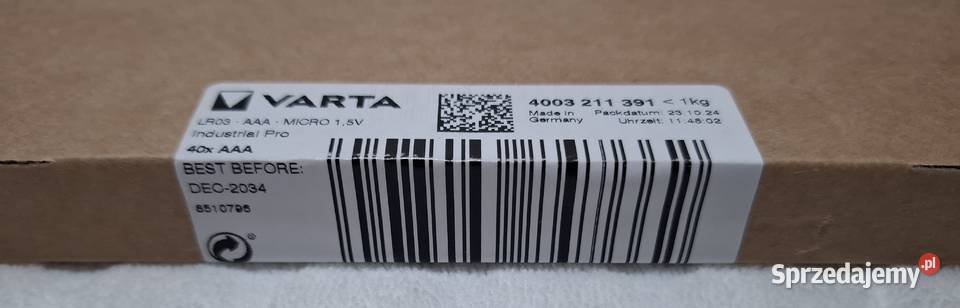 VARTA
LR03 · AAA · MICRO 1,5V
Industrial Pro
40x AAA
BEST BEFORE:
DEC-2034
8510796
4003 211 391 < 1kg
Made in Germany
Packdatum: 23.10.24
Uhrzeit: 11:48:02
Sprzedajemy.pl